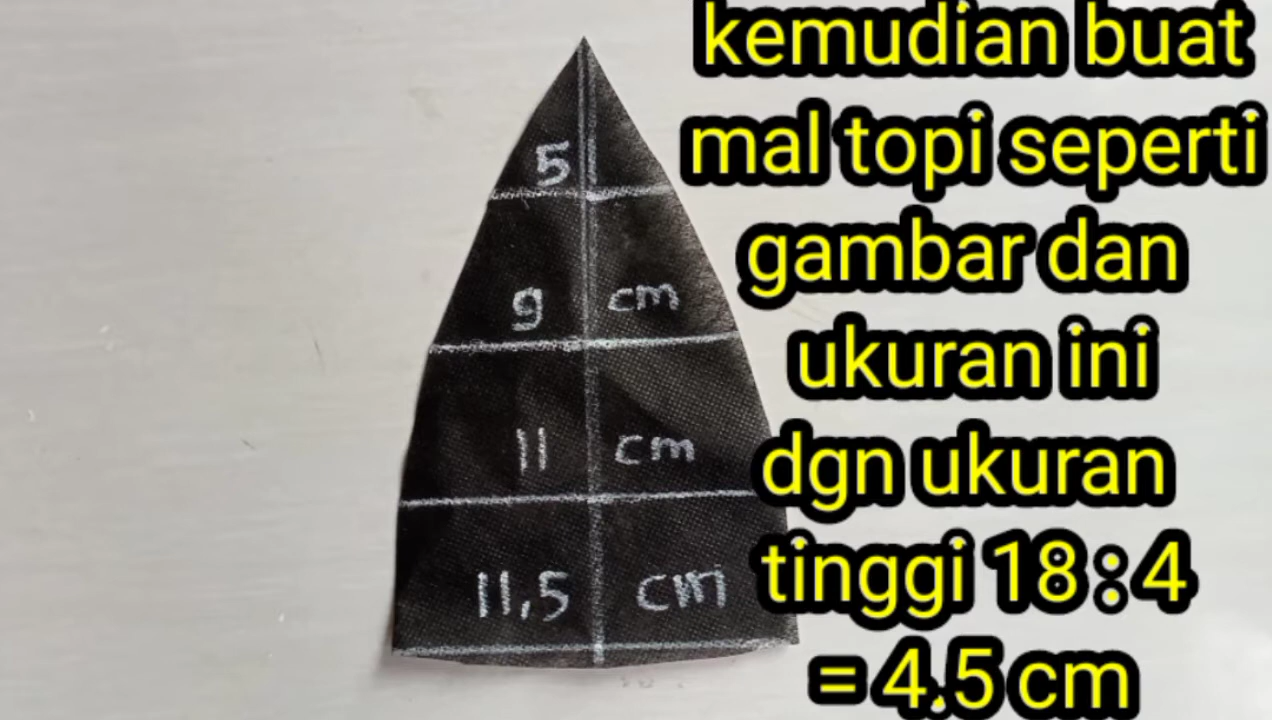 kemudian buat
mal topi seperti
gambar dan
ukuran ini
dgn ukuran
tinggi 18:4
= 4.5 cm
5
9 cm
11 cm
11,5 cm